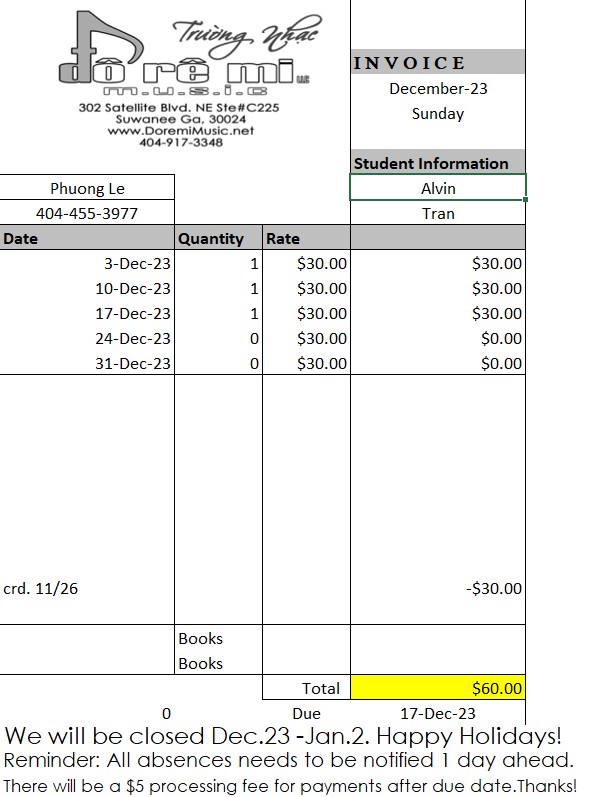 Trường Nhạc
đô rê mi LLC
m.u.s.i.c
302 Satellite Blvd. NE Ste#C225
Suwanee Ga, 30024
www.DoremiMusic.net
404-917-3348
INVOICE
December-23
Sunday
Student Information
Phuong Le Alvin
404-455-3977 Tran
Date Quantity Rate
3-Dec-23 1 $30.00 $30.00
10-Dec-23 1 $30.00 $30.00
17-Dec-23 1 $30.00 $30.00
24-Dec-23 0 $30.00 $0.00
31-Dec-23 0 $30.00 $0.00
crd. 11/26 -$30.00
Books
Books
Total $60.00
0 Due 17-Dec-23
We will be closed Dec.23 -Jan.2. Happy Holidays!
Reminder: All absences needs to be notified 1 day ahead.
There will be a $5 processing fee for payments after due date.Thanks!